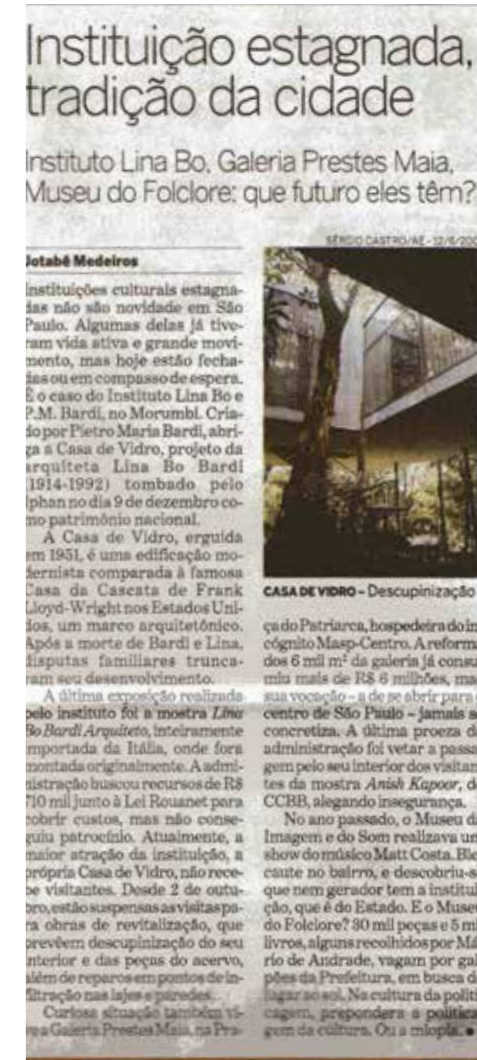 Instituição estagnada,
tradição da cidade
Instituto Lina Bo, Galeria Prestes Maia,
Museu do Folclore: que futuro eles têm?
SÉRGIO CASTRO/AE - 12/6/200
Jotabê Medeiros
Instituições culturais estagna-
das não são novidade em São
Paulo. Algumas delas já tive-
ram vida ativa e grande movi-
mento, mas hoje estão fecha-
das ou em compasso de espera.
É o caso do Instituto Lina Bo e
P.M. Bardi, no Morumbi. Cria-
do por Pietro Maria Bardi, abri-
ga a Casa de Vidro, projeto da
arquiteta Lina Bo Bardi
(1914-1992) tombado pelo
Iphan no dia 9 de dezembro co-
mo patrimônio nacional.
A Casa de Vidro, erguida
em 1951, é uma edificação mo-
dernista comparada à famosa
Casa da Cascata de Frank
Lloyd-Wright nos Estados Uni-
dos, um marco arquitetônico.
Após a morte de Bardi e Lina,
disputas familiares trunca-
ram seu desenvolvimento.
A última exposição realizada
pelo instituto foi a mostra Lina
Bo Bardi Arquiteto, inteiramente
importada da Itália, onde fora
montada originalmente. A admi-
nistração buscou recursos de R$
710 mil junto à Lei Rouanet para
cobrir custos, mas não conse-
guiu patrocínio. Atualmente, a
maior atração da instituição, a
própria Casa de Vidro, não rece-
be visitantes. Desde 2 de outu-
bro, estão suspensas as visitas pa-
ra obras de revitalização, que
prevêem descupinização do seu
interior e das peças do acervo,
além de reparos em pontos de in-
filtração nas lajes e paredes.
Curiosa situação também vi-
ve a Galeria Prestes Maia, na Pra-
CASA DE VIDRO – Descupinização
ça do Patriarca, hospedeira do in
cógnito Masp-Centro. A reforma
dos 6 mil m² da galeria já consu
miu mais de R$ 6 milhões, ma
sua vocação – a de se abrir para
centro de São Paulo – jamais se
concretiza. A última proeza da
administração foi vetar a passa
gem pelo seu interior dos visitan
tes da mostra Anish Kapoor, do
CCBB, alegando insegurança.
No ano passado, o Museu da
Imagem e do Som realizava um
show do músico Matt Costa. Ble
caute no bairro, e descobriu-s
que nem gerador tem a institui
ção, que é do Estado. E o Museu
do Folclore? 30 mil peças e 5 mi
livros, alguns recolhidos por Má
rio de Andrade, vagam por gal
pões da Prefeitura, em busca d
lugar ao sol. Na cultura da politi
cagem, prepondera a política
gem da cultura. Ou a miopia.